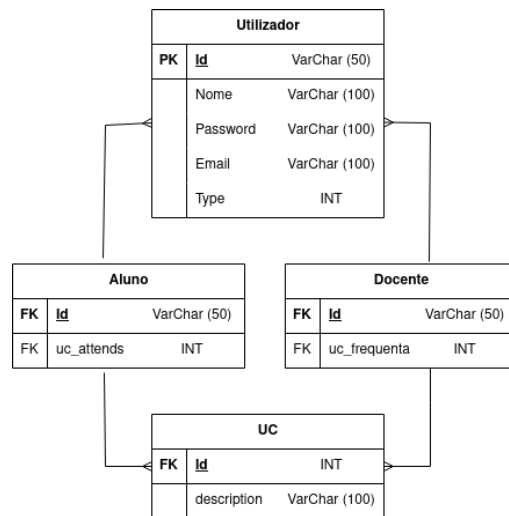 Utilizador
PK Id VarChar (50)
Nome VarChar (100)
Password VarChar (100)
Email VarChar (100)
Type INT
Aluno
FK Id VarChar (50)
FK uc_attends INT
Docente
FK Id VarChar (50)
FK uc_frequenta INT
UC
FK Id INT
description VarChar (100)